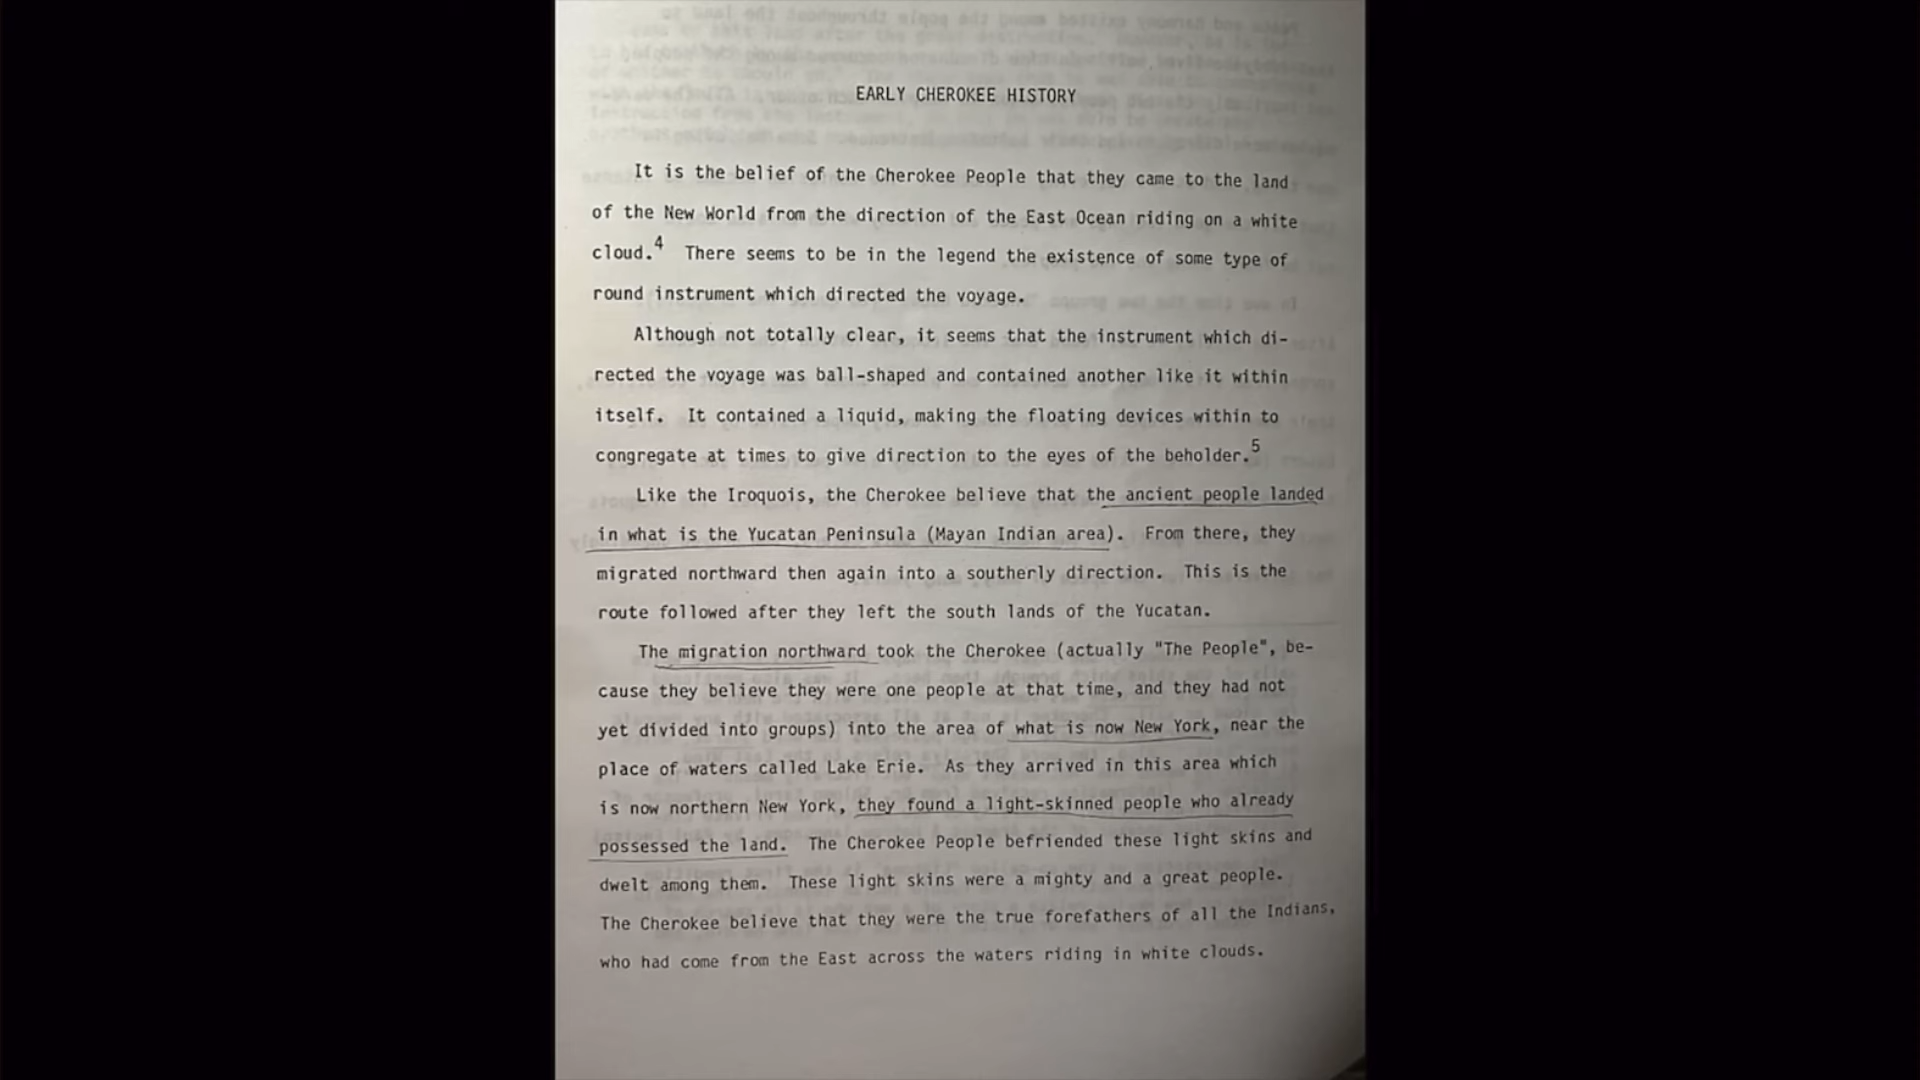 EARLY CHEROKEE HISTORY
It is the belief of the Cherokee People that they came to the land
of the New World from the direction of the East Ocean riding on a white
cloud.4 There seems to be in the legend the existence of some type of
round instrument which directed the voyage.
Although not totally clear, it seems that the instrument which di-
rected the voyage was ball-shaped and contained another like it within
itself. It contained a liquid, making the floating devices within to
congregate at times to give direction to the eyes of the beholder.5
Like the Iroquois, the Cherokee believe that the ancient people landed
in what is the Yucatan Peninsula (Mayan Indian area). From there, they
migrated northward then again into a southerly direction. This is the
route followed after they left the south lands of the Yucatan.
The migration northward took the Cherokee (actually "The People", be-
cause they believe they were one people at that time, and they had not
yet divided into groups) into the area of what is now New York, near the
place of waters called Lake Erie. As they arrived in this area which
is now northern New York, they found a light-skinned people who already
possessed the land. The Cherokee People befriended these light skins and
dwelt among them. These light skins were a mighty and a great people.
The Cherokee believe that they were the true forefathers of all the Indians,
who had come from the East across the waters riding in white clouds.